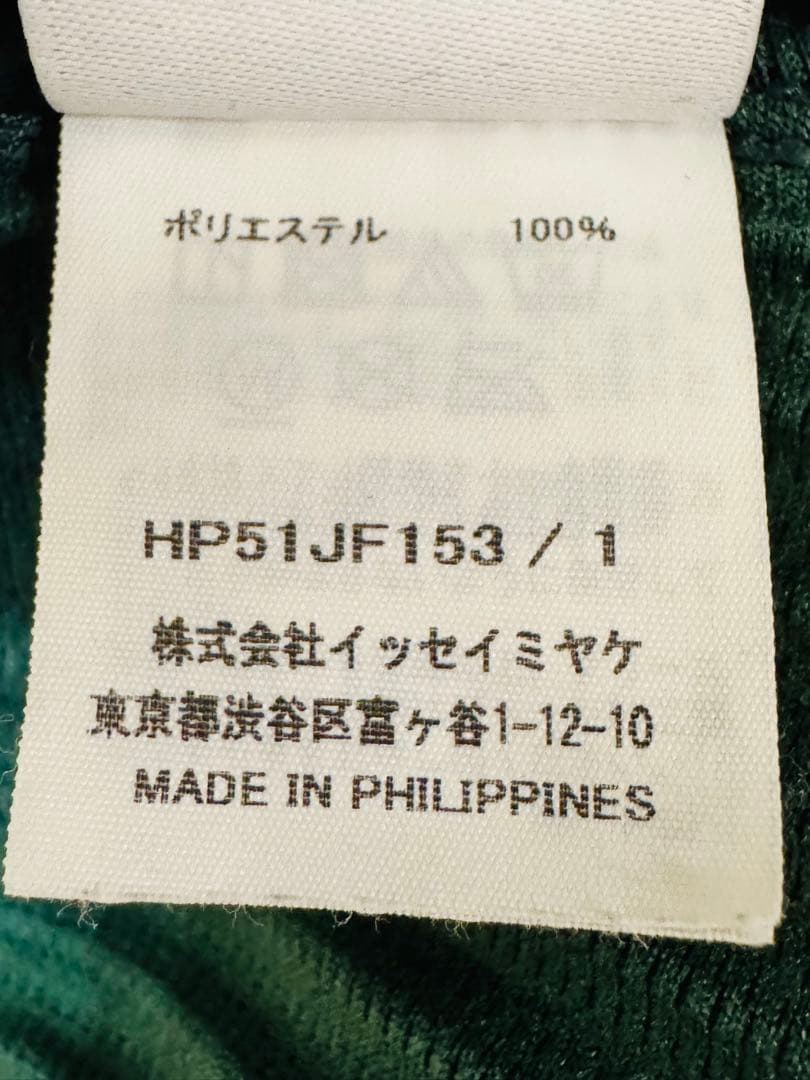 ポリエステル 100%
HP51JF153 / 1
株式会社イッセイミヤケ
東京都渋谷区富ヶ谷1-12-10
MADE IN PHILIPPINES